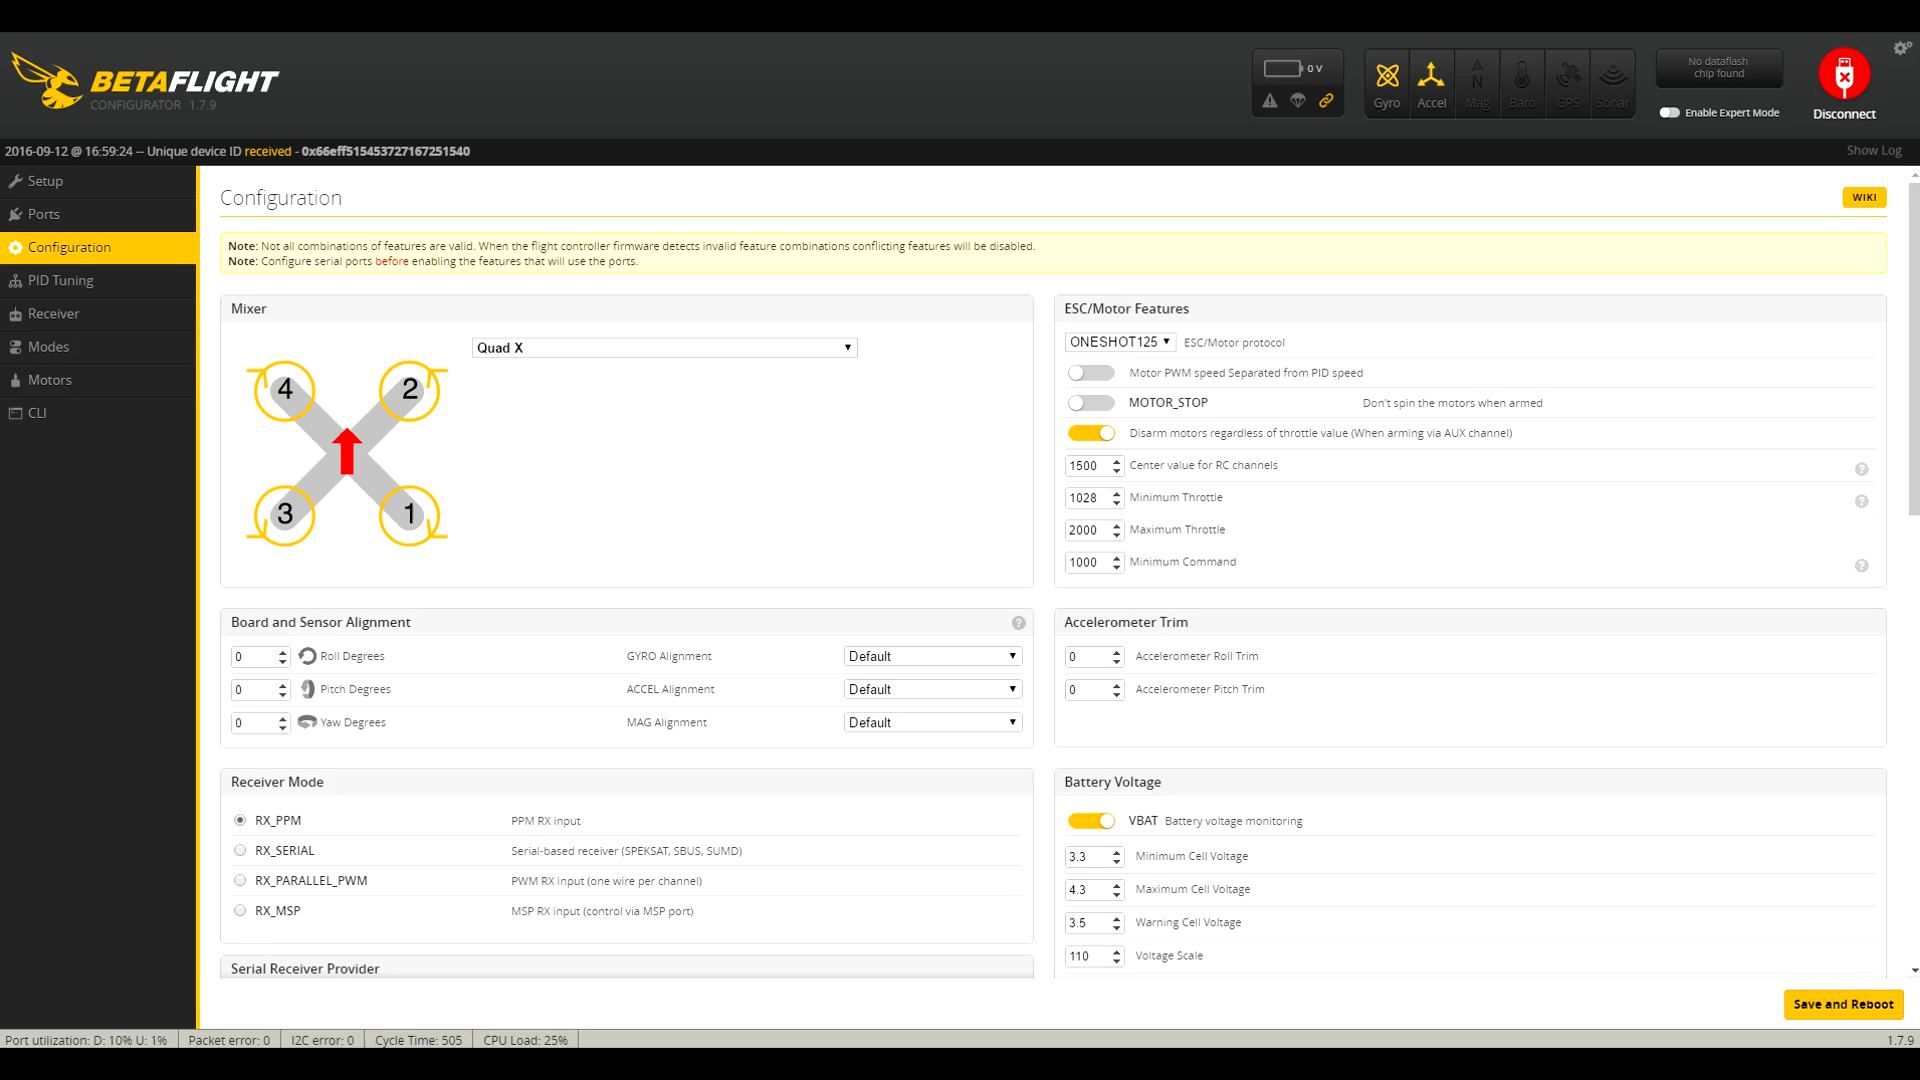 BETAFLIGHT
CONFIGURATOR 1.7.9
0 V
Gyro
Accel
Mag
Baro
GPS
Sonar
No dataflash
chip found
Enable Expert Mode
Disconnect
2016-09-12 @ 16:59:24 -- Unique device ID received - 0x66eff515453727167251540
Show Log
Setup
Ports
Configuration
PID Tuning
Receiver
Modes
Motors
CLI
Configuration
WIKI
Note: Not all combinations of features are valid. When the flight controller firmware detects invalid feature combinations conflicting features will be disabled.
Note: Configure serial ports before enabling the features that will use the ports.
Mixer
Quad X
4
2
3
1
ESC/Motor Features
ONESHOT125 ESC/Motor protocol
Motor PWM speed Separated from PID speed
MOTOR_STOP Don't spin the motors when armed
Disarm motors regardless of throttle value (When arming via AUX channel)
1500 Center value for RC channels ?
1028 Minimum Throttle ?
2000 Maximum Throttle
1000 Minimum Command ?
Board and Sensor Alignment ?
0 Roll Degrees GYRO Alignment Default
0 Pitch Degrees ACCEL Alignment Default
0 Yaw Degrees MAG Alignment Default
Accelerometer Trim
0 Accelerometer Roll Trim
0 Accelerometer Pitch Trim
Receiver Mode
RX_PPM PPM RX input
RX_SERIAL Serial-based receiver (SPEKSAT, SBUS, SUMD)
RX_PARALLEL_PWM PWM RX input (one wire per channel)
RX_MSP MSP RX input (control via MSP port)
Battery Voltage
VBAT Battery voltage monitoring
3.3 Minimum Cell Voltage
4.3 Maximum Cell Voltage
3.5 Warning Cell Voltage
110 Voltage Scale
Serial Receiver Provider
Save and Reboot
Port utilization: D: 10% U: 1% Packet error: 0 I2C error: 0 Cycle Time: 505 CPU Load: 25% 1.7.9